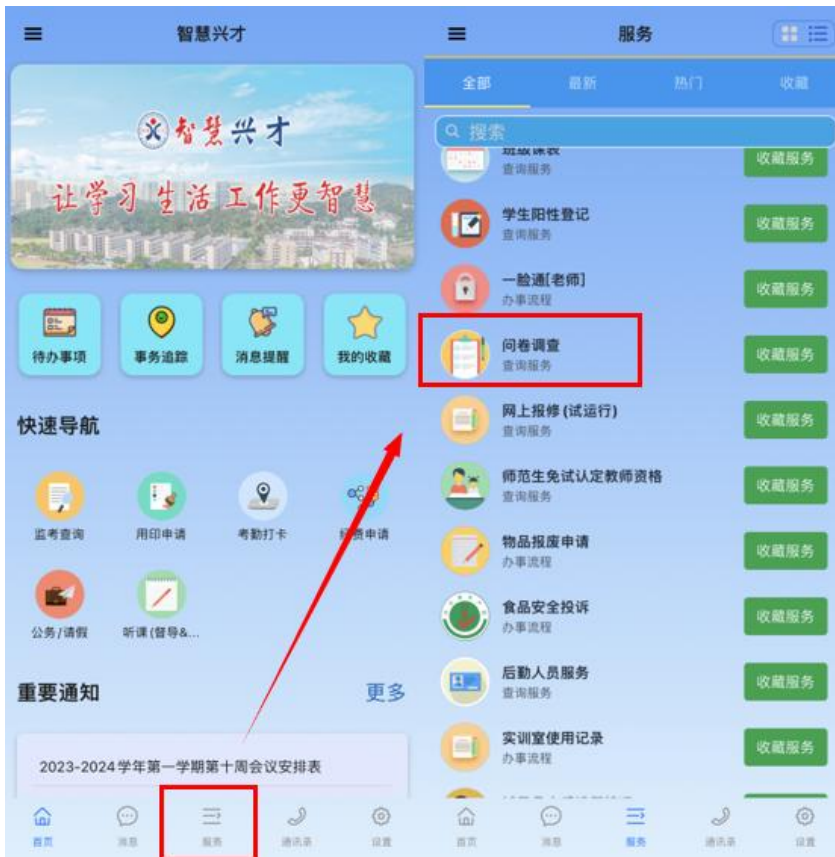 智慧兴才
智慧兴才
让学习生活工作更智慧
待办事项
事务追踪
消息提醒
我的收藏
快速导航
监考查询
用印申请
考勤打卡
经费申请
公务/请假
听课(督导&...
重要通知
更多
2023-2024学年第一学期第十周会议安排表
首页
消息
服务
通讯录
设置
服务
全部
最新
热门
收藏
搜索
班级课表
查询服务
收藏服务
学生阳性登记
查询服务
收藏服务
一脸通[老师]
办事流程
收藏服务
问卷调查
查询服务
收藏服务
网上报修(试运行)
查询服务
收藏服务
师范生免试认定教师资格
查询服务
收藏服务
物品报废申请
办事流程
收藏服务
食品安全投诉
办事流程
收藏服务
后勤人员服务
查询服务
收藏服务
实训室使用记录
办事流程
收藏服务
首页
消息
服务
通讯录
设置